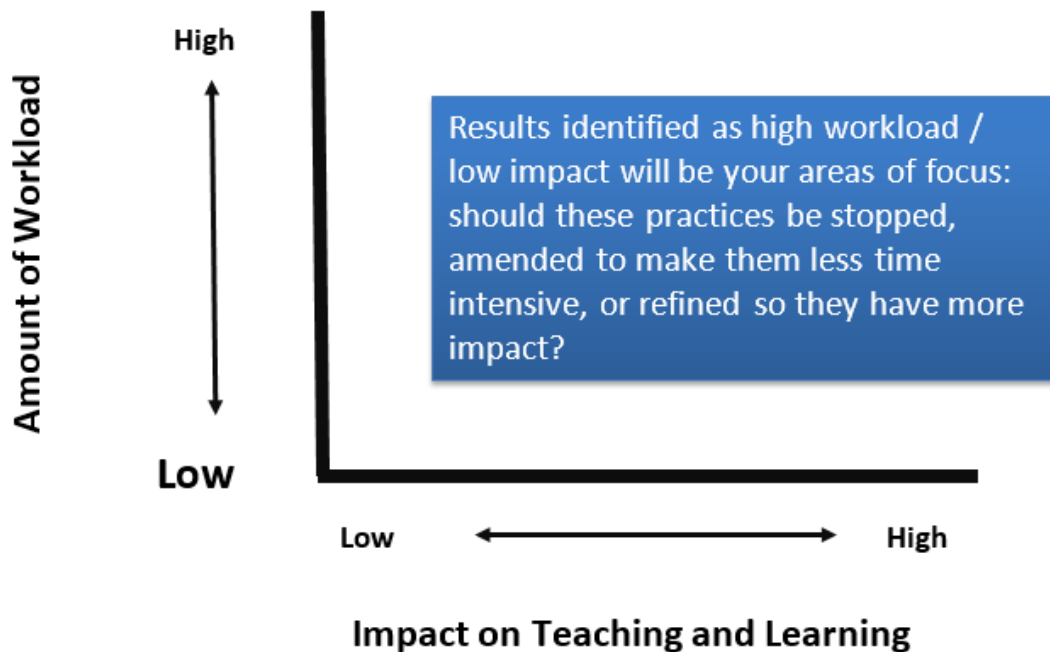 High
Amount of Workload
Results identified as high workload /
low impact will be your areas of focus:
should these practices be stopped,
amended to make them less time
intensive, or refined so they have more
impact?
Low
Low
High
Impact on Teaching and Learning